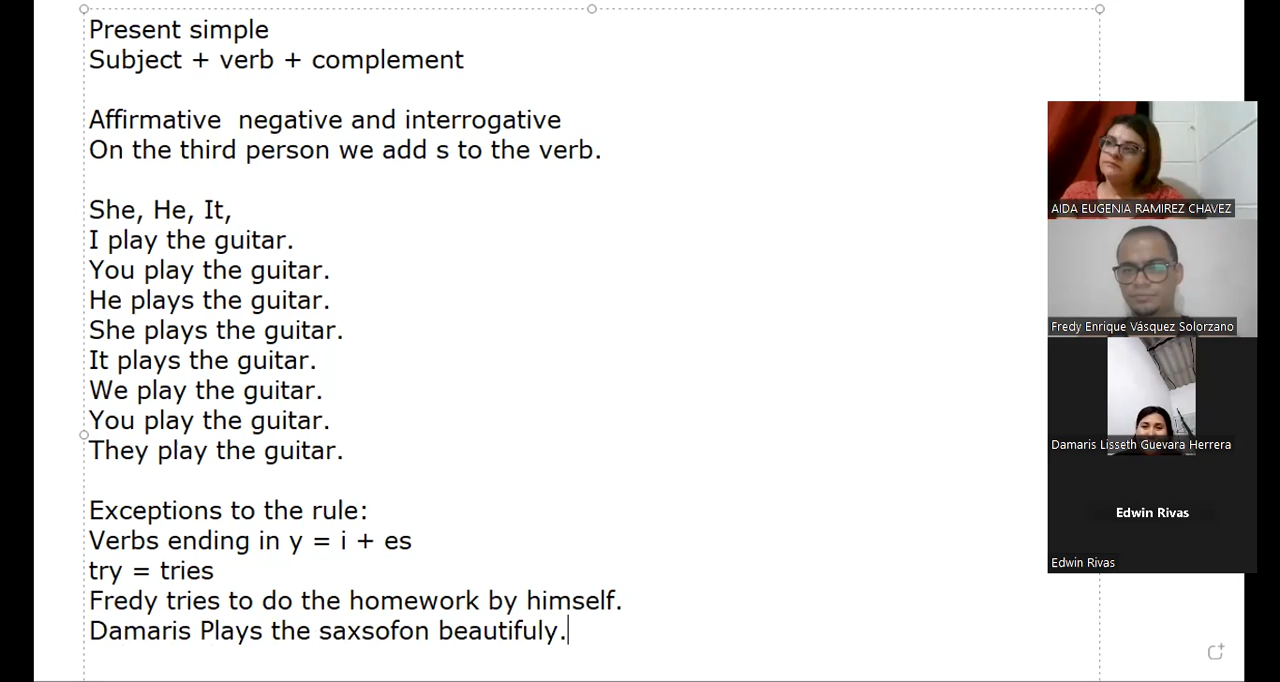 Present simple
Subject + verb + complement
Affirmative  negative and interrogative
On the third person we add s to the verb.
She, He, It,
I play the guitar.
You play the guitar.
He plays the guitar.
She plays the guitar.
It plays the guitar.
We play the guitar.
You play the guitar.
They play the guitar.
Exceptions to the rule:
Verbs ending in y = i + es
try = tries
Fredy tries to do the homework by himself.
Damaris Plays the saxsofon beautifuly.
AIDA EUGENIA RAMIREZ CHAVEZ
Fredy Enrique Vásquez Solorzano
Damaris Lisseth Guevara Herrera
Edwin Rivas
Edwin Rivas